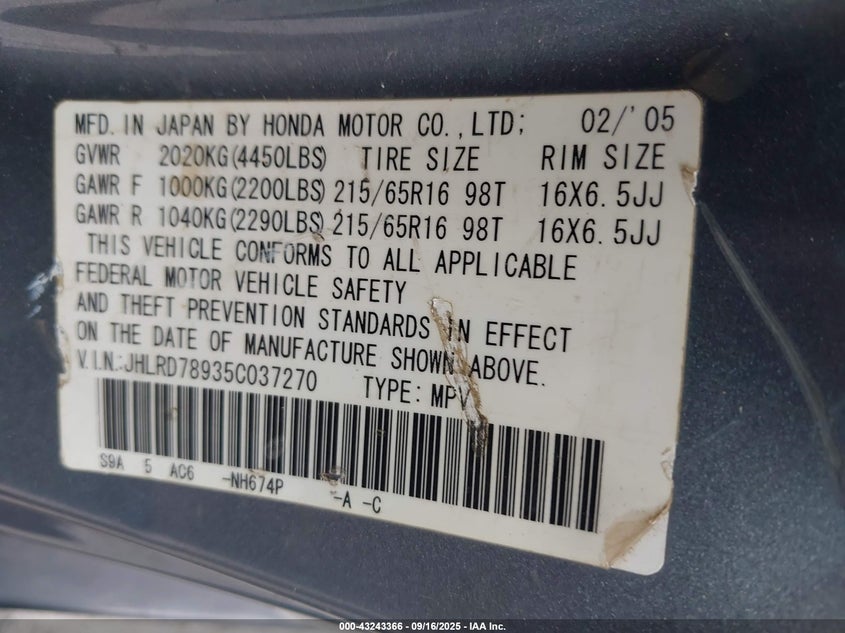 MFD. IN JAPAN BY HONDA MOTOR CO.,LTD; 02/'05
GVWR 2020KG(4450LBS) TIRE SIZE RIM SIZE
GAWR F 1000KG(2200LBS) 215/65R16 98T 16X6.5JJ
GAWR R 1040KG(2290LBS) 215/65R16 98T 16X6.5JJ
THIS VEHICLE CONFORMS TO ALL APPLICABLE
FEDERAL MOTOR VEHICLE SAFETY
AND THEFT PREVENTION STANDARDS IN EFFECT
ON THE DATE OF MANUFACTURE SHOWN ABOVE.
V.I.N.:JHLRD78935C037270 TYPE: MPV
S9A 5 AC6 -NH674P -A -C
000-43243366 - 09/16/2025 - IAA Inc.